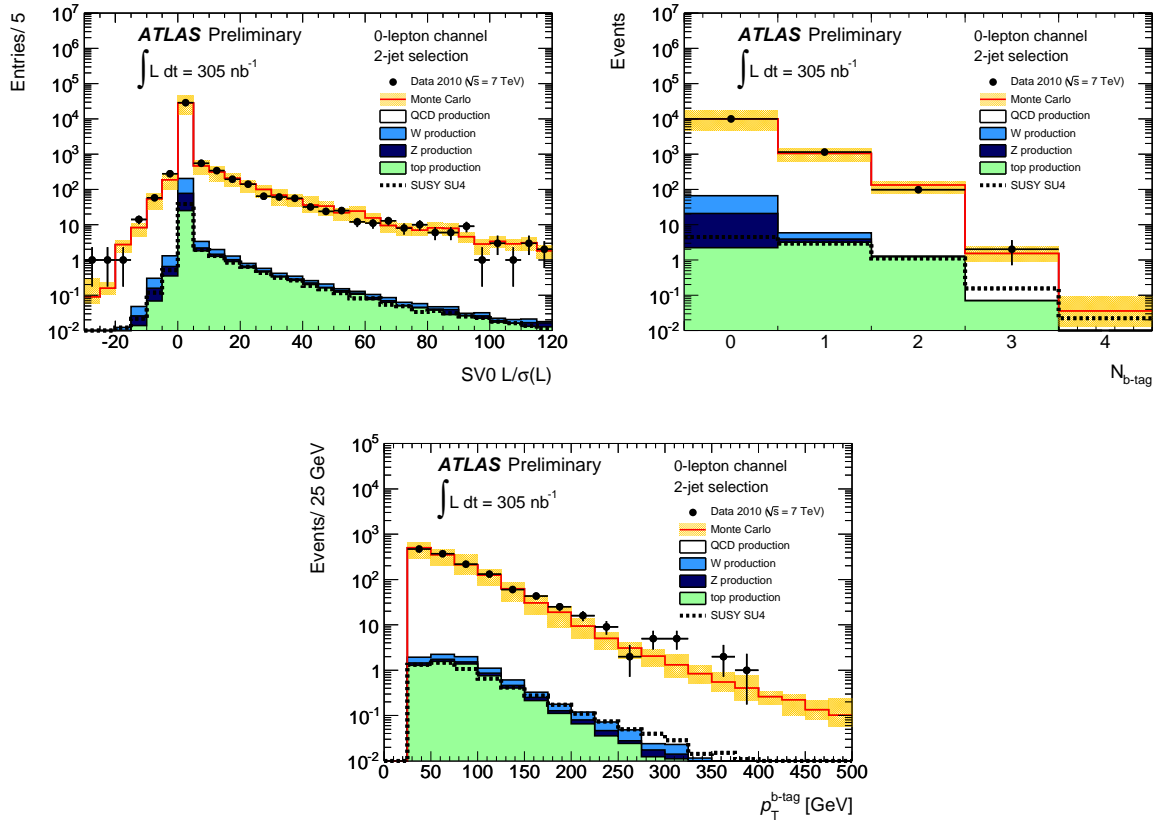 ATLAS Preliminary
∫ L dt = 305 nb⁻¹
0-lepton channel
2-jet selection
Data 2010 (√s = 7 TeV)
Monte Carlo
QCD production
W production
Z production
top production
SUSY SU4
Entries/ 5
10⁷
10⁶
10⁵
10⁴
10³
10²
10
1
10⁻¹
10⁻²
-20 0 20 40 60 80 100 120
SV0 L/σ(L)
ATLAS Preliminary
∫ L dt = 305 nb⁻¹
0-lepton channel
2-jet selection
Data 2010 (√s = 7 TeV)
Monte Carlo
QCD production
W production
Z production
top production
SUSY SU4
Events
10⁷
10⁶
10⁵
10⁴
10³
10²
10
1
10⁻¹
10⁻²
0 1 2 3 4
N_b-tag
ATLAS Preliminary
∫ L dt = 305 nb⁻¹
0-lepton channel
2-jet selection
Data 2010 (√s = 7 TeV)
Monte Carlo
QCD production
W production
Z production
top production
SUSY SU4
Events/ 25 GeV
10⁵
10⁴
10³
10²
10
1
10⁻¹
10⁻²
0 50 100 150 200 250 300 350 400 450 500
p_T^b-tag [GeV]